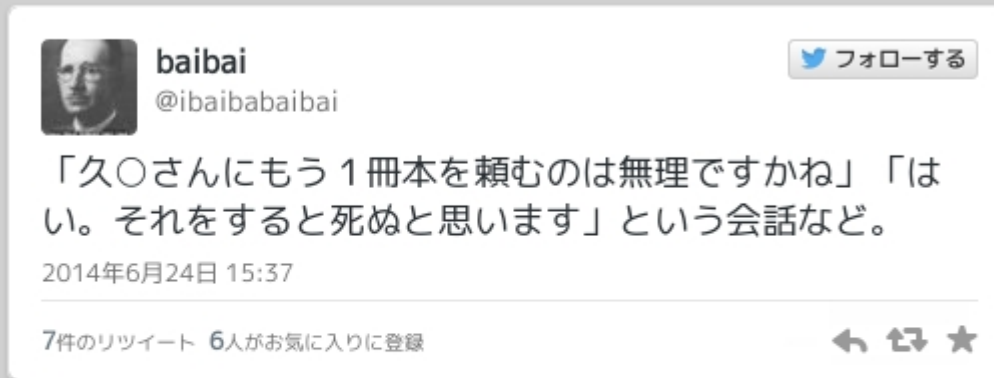 baibai
フォローする
@ibaibabaibai
「久○さんにもう１冊本を頼むのは無理ですかね」「は
い。それをすると死ぬと思います」という会話など。
2014年6月24日 15:37
7件のリツイート 6人がお気に入りに登録